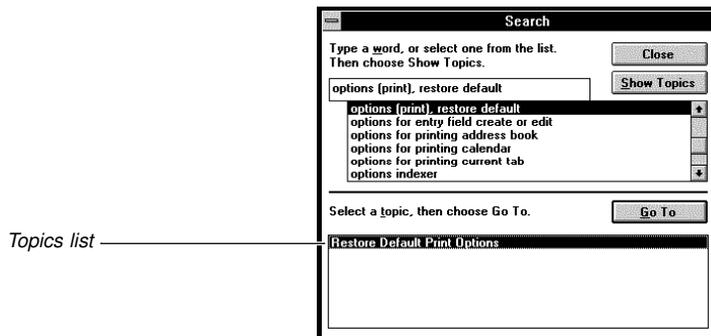 Search
Type a word, or select one from the list.
Then choose Show Topics.
Close
Show Topics
options (print), restore default
options (print), restore default
options for entry field create or edit
options for printing address book
options for printing calendar
options for printing current tab
options indexer
Select a topic, then choose Go To.
Go To
Topics list
Restore Default Print Options